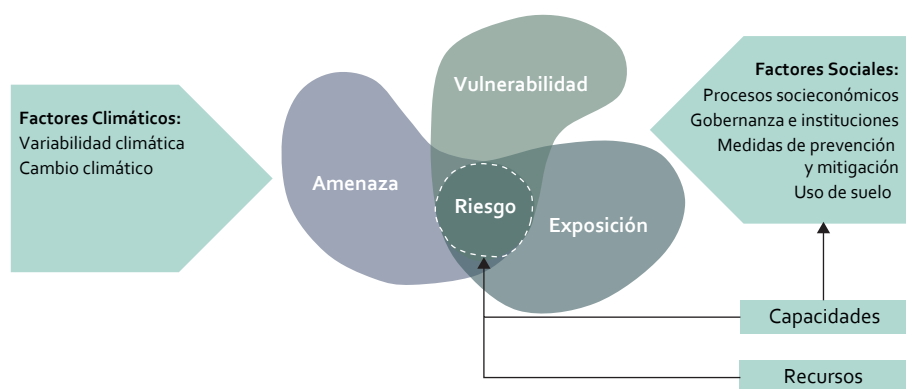 Factores Climáticos:
Variabilidad climática
Cambio climático
Vulnerabilidad
Amenaza
Riesgo
Exposición
Factores Sociales:
Procesos socioeconómicos
Gobernanza e instituciones
Medidas de prevención
y mitigación
Uso de suelo
Capacidades
Recursos